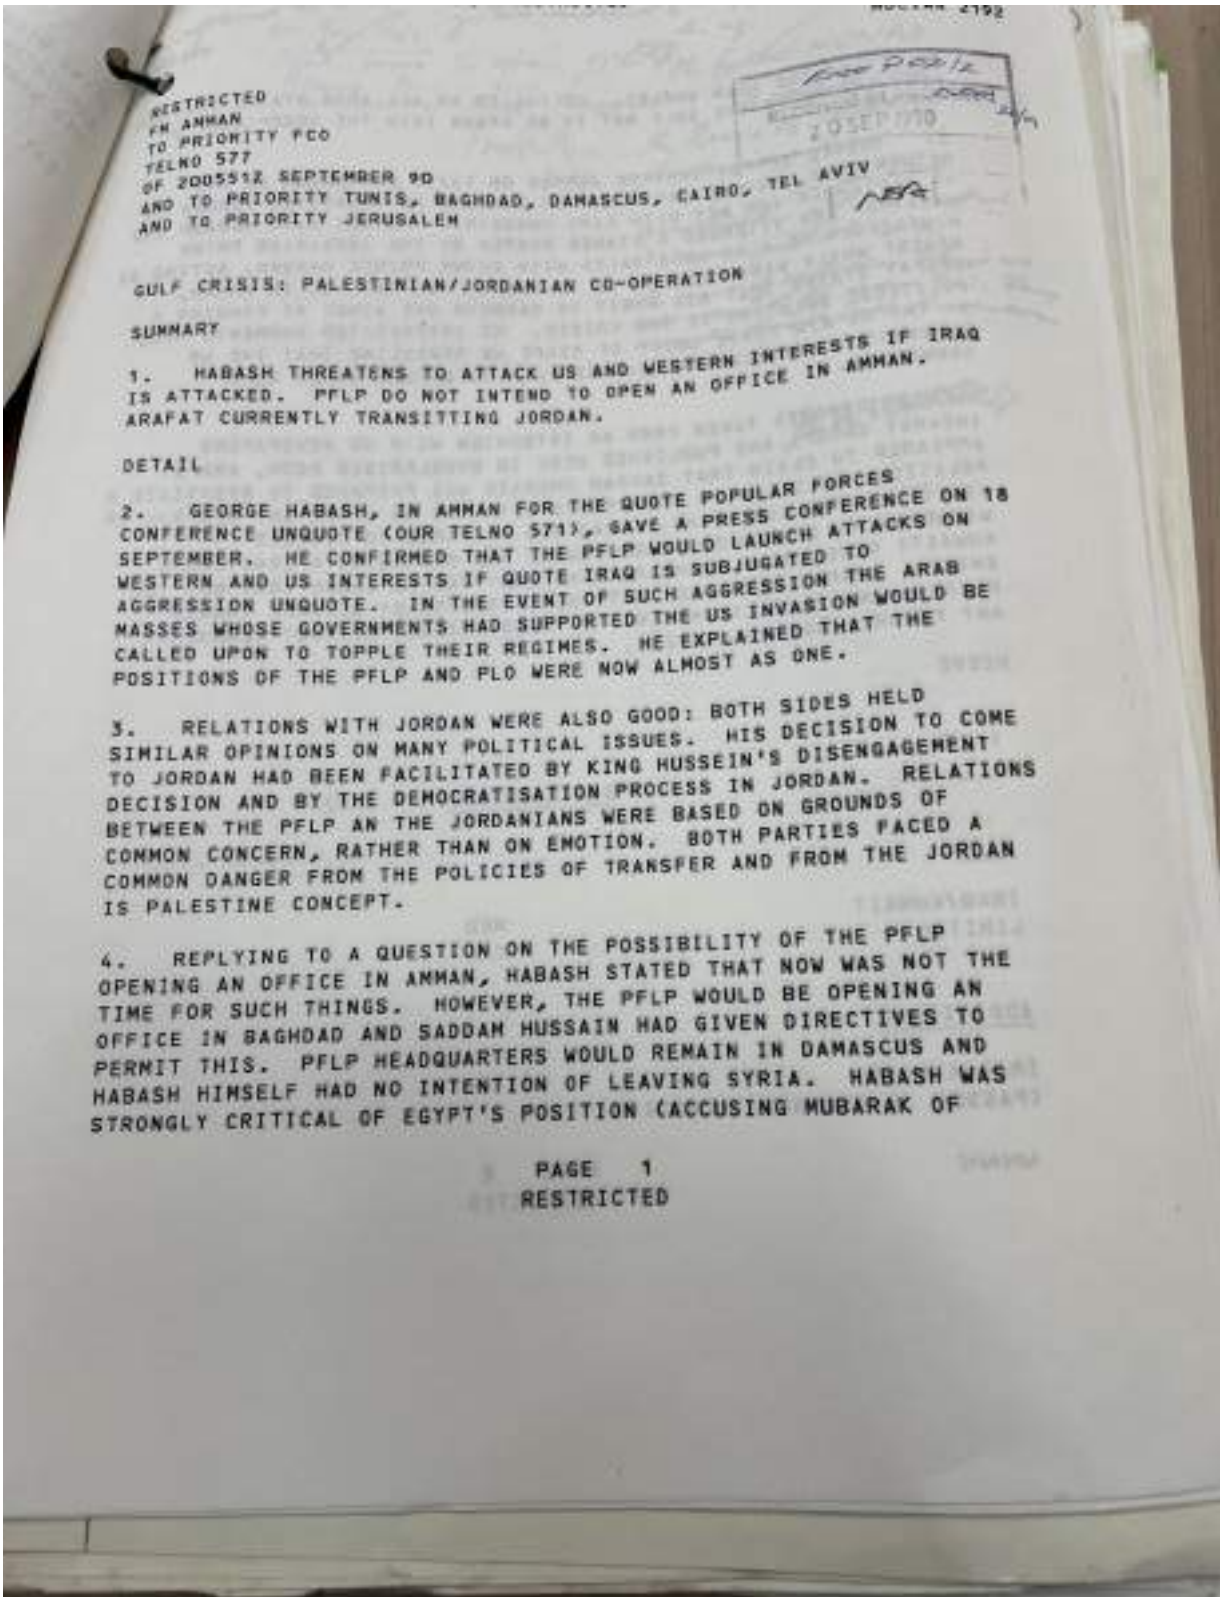 2192
RESTRICTED
FM AMMAN
TO PRIORITY FCO
TELNO 577
OF 200551Z SEPTEMBER 90
AND TO PRIORITY TUNIS, BAGHDAD, DAMASCUS, CAIRO, TEL AVIV
AND TO PRIORITY JERUSALEM
20 SEP 1990
GULF CRISIS: PALESTINIAN/JORDANIAN CO-OPERATION
SUMMARY
1. HABASH THREATENS TO ATTACK US AND WESTERN INTERESTS IF IRAQ
IS ATTACKED. PFLP DO NOT INTEND TO OPEN AN OFFICE IN AMMAN.
ARAFAT CURRENTLY TRANSITTING JORDAN.
DETAIL
2. GEORGE HABASH, IN AMMAN FOR THE QUOTE POPULAR FORCES
CONFERENCE UNQUOTE (OUR TELNO 571), GAVE A PRESS CONFERENCE ON 18
SEPTEMBER. HE CONFIRMED THAT THE PFLP WOULD LAUNCH ATTACKS ON
WESTERN AND US INTERESTS IF QUOTE IRAQ IS SUBJUGATED TO
AGGRESSION UNQUOTE. IN THE EVENT OF SUCH AGGRESSION THE ARAB
MASSES WHOSE GOVERNMENTS HAD SUPPORTED THE US INVASION WOULD BE
CALLED UPON TO TOPPLE THEIR REGIMES. HE EXPLAINED THAT THE
POSITIONS OF THE PFLP AND PLO WERE NOW ALMOST AS ONE.
3. RELATIONS WITH JORDAN WERE ALSO GOOD: BOTH SIDES HELD
SIMILAR OPINIONS ON MANY POLITICAL ISSUES. HIS DECISION TO COME
TO JORDAN HAD BEEN FACILITATED BY KING HUSSEIN'S DISENGAGEMENT
DECISION AND BY THE DEMOCRATISATION PROCESS IN JORDAN. RELATIONS
BETWEEN THE PFLP AN THE JORDANIANS WERE BASED ON GROUNDS OF
COMMON CONCERN, RATHER THAN ON EMOTION. BOTH PARTIES FACED A
COMMON DANGER FROM THE POLICIES OF TRANSFER AND FROM THE JORDAN
IS PALESTINE CONCEPT.
4. REPLYING TO A QUESTION ON THE POSSIBILITY OF THE PFLP
OPENING AN OFFICE IN AMMAN, HABASH STATED THAT NOW WAS NOT THE
TIME FOR SUCH THINGS. HOWEVER, THE PFLP WOULD BE OPENING AN
OFFICE IN BAGHDAD AND SADDAM HUSSAIN HAD GIVEN DIRECTIVES TO
PERMIT THIS. PFLP HEADQUARTERS WOULD REMAIN IN DAMASCUS AND
HABASH HIMSELF HAD NO INTENTION OF LEAVING SYRIA. HABASH WAS
STRONGLY CRITICAL OF EGYPT'S POSITION (ACCUSING MUBARAK OF
PAGE 1
RESTRICTED